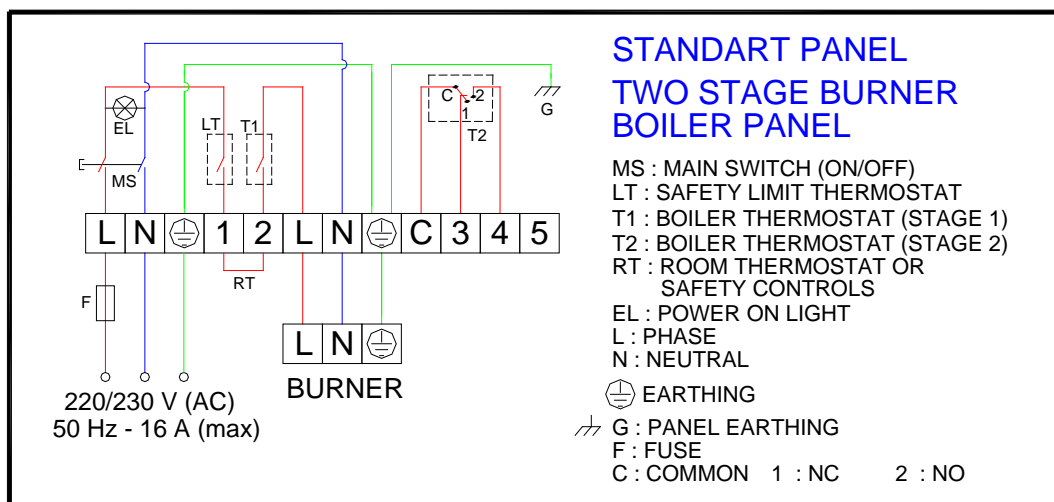 STANDART PANEL
TWO STAGE BURNER
BOILER PANEL
MS : MAIN SWITCH (ON/OFF)
LT : SAFETY LIMIT THERMOSTAT
T1 : BOILER THERMOSTAT (STAGE 1)
T2 : BOILER THERMOSTAT (STAGE 2)
RT : ROOM THERMOSTAT OR
SAFETY CONTROLS
EL : POWER ON LIGHT
L : PHASE
N : NEUTRAL
EARTHING
G : PANEL EARTHING
F : FUSE
C : COMMON 1 : NC 2 : NO
EL
LT T1
C 2
1
T2
G
MS
L N 1 2 L N C 3 4 5
RT
F
L N
BURNER
220/230 V (AC)
50 Hz - 16 A (max)